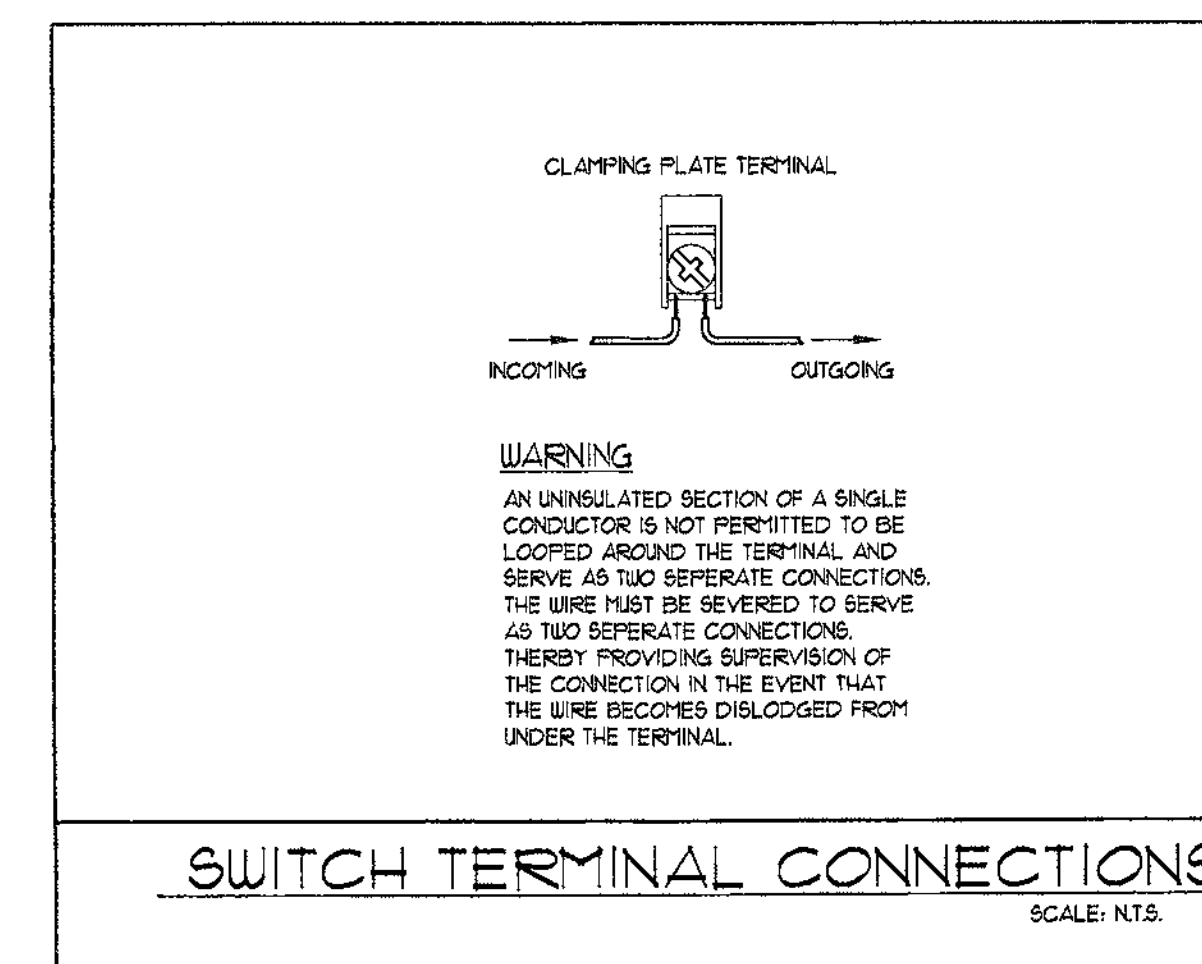 CLAMPING PLATE TERMINAL
INCOMING
OUTGOING
WARNING
AN UNINSULATED SECTION OF A SINGLE
CONDUCTOR IS NOT PERMITTED TO BE
LOOPED AROUND THE TERMINAL AND
SERVE AS TWO SEPERATE CONNECTIONS.
THE WIRE MUST BE SEVERED TO SERVE
AS TWO SEPERATE CONNECTIONS.
THERBY PROVIDING SUPERVISION OF
THE CONNECTION IN THE EVENT THAT
THE WIRE BECOMES DISLODGED FROM
UNDER THE TERMINAL.
SWITCH TERMINAL CONNECTIONS
SCALE: N.T.S.